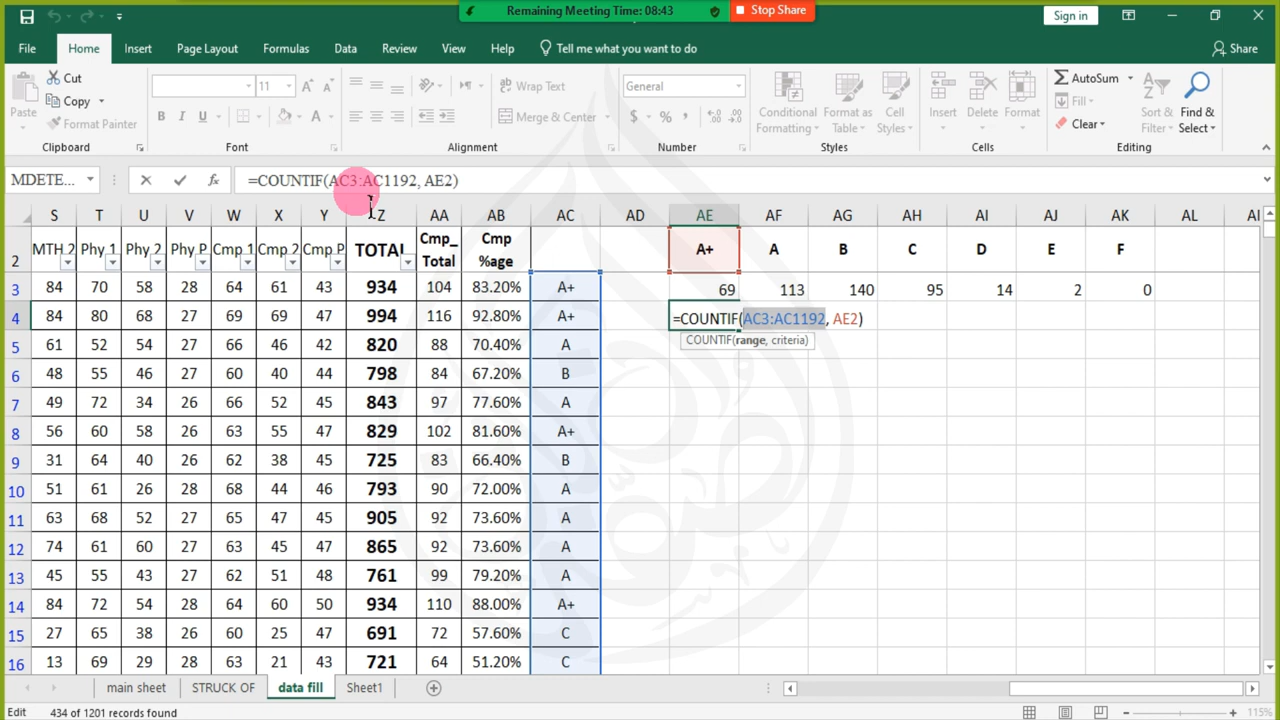 Remaining Meeting Time: 08:43 Stop Share
Sign in
File Home Insert Page Layout Formulas Data Review View Help Tell me what you want to do Share
Paste Cut Copy Format Painter Clipboard
11 B I U A Font
Wrap Text Merge & Center Alignment
General $ % , Number
Conditional Formatting Format as Table Cell Styles Styles
Insert Delete Format Cells
AutoSum Fill Clear Sort & Filter Find & Select Editing
MDETE... fx =COUNTIF(AC3:AC1192, AE2)
S T U V W X Y Z AA AB AC AD AE AF AG AH AI AJ AK AL
2 MTH 2 Phy 1 Phy 2 Phy P Cmp 1 Cmp 2 Cmp P TOTAL Cmp_ Total Cmp %age A+ A B C D E F
3 84 70 58 28 64 61 43 934 104 83.20% A+ 69 113 140 95 14 2 0
4 84 80 68 27 69 69 47 994 116 92.80% A+ =COUNTIF(AC3:AC1192, AE2)
COUNTIF(range, criteria)
5 61 52 54 27 66 46 42 820 88 70.40% A
6 48 55 46 27 60 40 44 798 84 67.20% B
7 49 72 34 26 66 52 45 843 97 77.60% A
8 56 60 58 26 63 55 47 829 102 81.60% A+
9 31 64 40 26 62 38 45 725 83 66.40% B
10 51 61 26 28 68 44 46 793 90 72.00% A
11 63 68 52 27 65 47 45 905 92 73.60% A
12 74 61 60 27 63 45 47 865 92 73.60% A
13 45 55 43 27 62 51 48 761 99 79.20% A
14 84 72 54 28 64 60 50 934 110 88.00% A+
15 27 65 38 26 60 25 47 691 72 57.60% C
16 13 69 29 28 63 21 43 721 64 51.20% C
main sheet STRUCK OF data fill Sheet1
Edit 434 of 1201 records found 115%